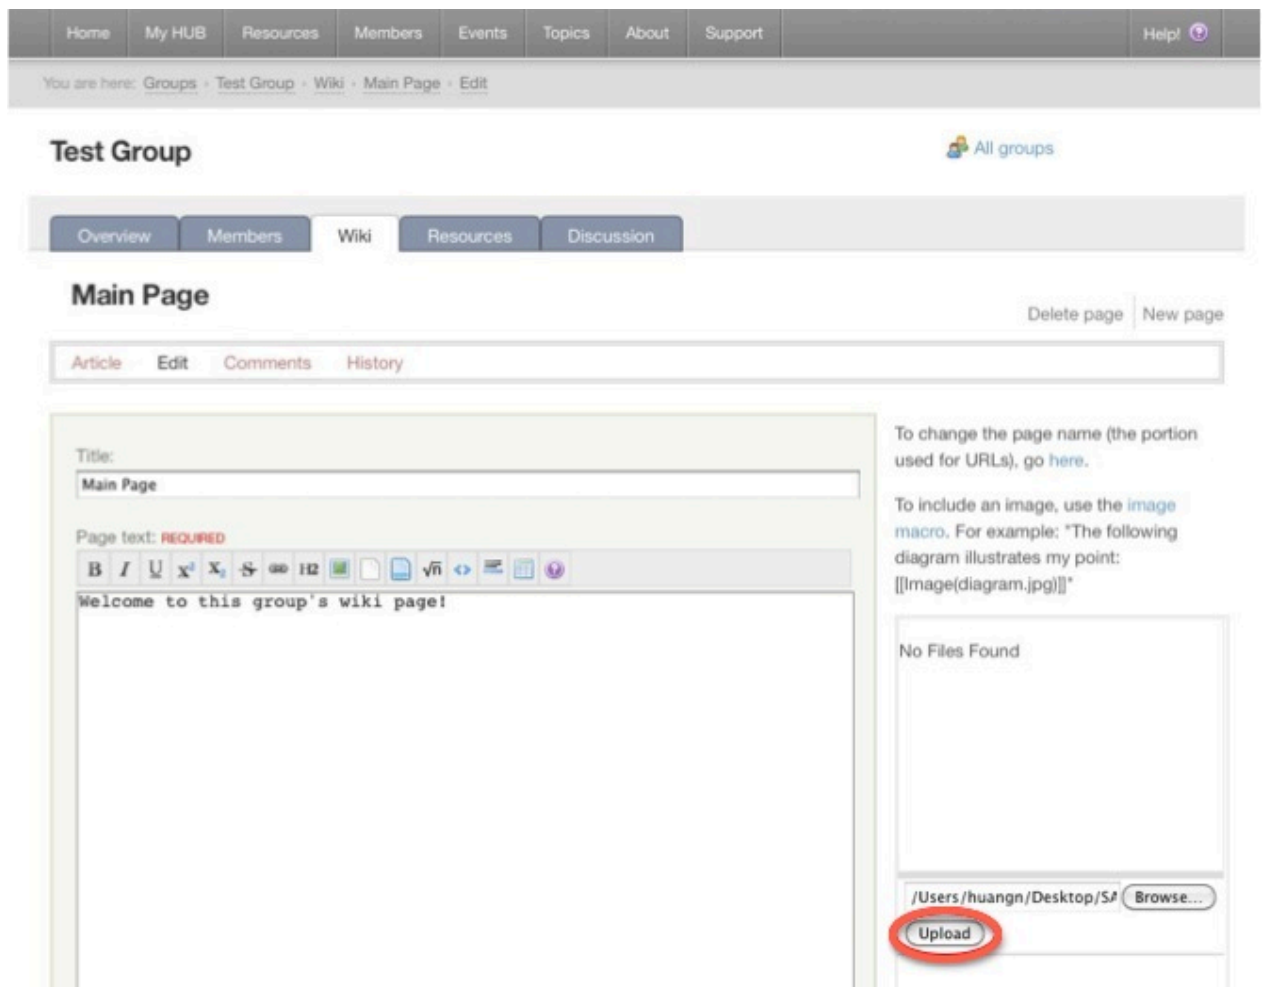 Home My HUB Resources Members Events Topics About Support Help!
You are here: Groups Test Group Wiki Main Page Edit
Test Group
All groups
Overview Members Wiki Resources Discussion
Main Page
Delete page New page
Article Edit Comments History
Title:
Main Page
Page text: REQUIRED
B I U x² X₂ S H2 √n <>
Welcome to this group's wiki page!
To change the page name (the portion
used for URLs), go here.
To include an image, use the image
macro. For example: "The following
diagram illustrates my point:
[[Image(diagram.jpg)]]"
No Files Found
/Users/huangn/Desktop/SA Browse...
Upload